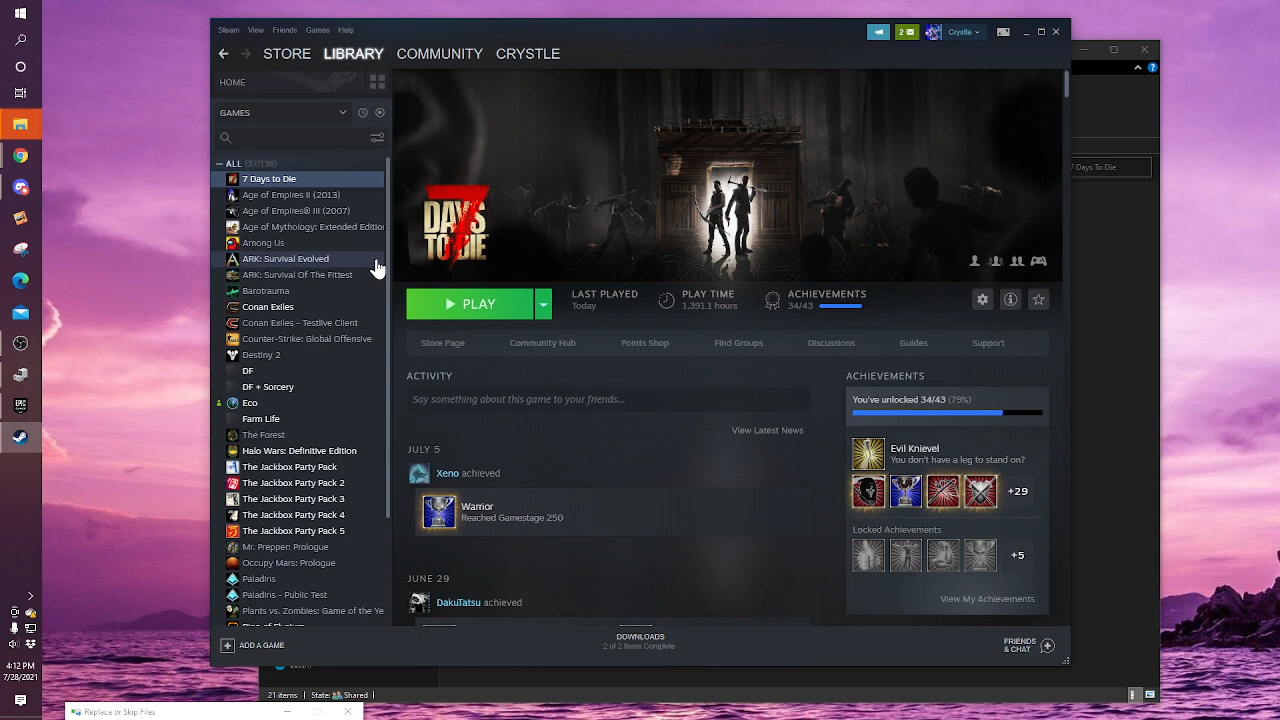 Steam View Friends Games Help
2
Crystle
STORE LIBRARY COMMUNITY CRYSTLE
HOME
GAMES
ALL (37/138)
7 Days to Die
Age of Empires II (2013)
Age of Empires® III (2007)
Age of Mythology: Extended Edition
Among Us
ARK: Survival Evolved
ARK: Survival Of The Fittest
Barotrauma
Conan Exiles
Conan Exiles - Testlive Client
Counter-Strike: Global Offensive
Destiny 2
DF
DF + Sorcery
Eco
Farm Life
The Forest
Halo Wars: Definitive Edition
The Jackbox Party Pack
The Jackbox Party Pack 2
The Jackbox Party Pack 3
The Jackbox Party Pack 4
The Jackbox Party Pack 5
Mr. Prepper: Prologue
Occupy Mars: Prologue
Paladins
Paladins - Public Test
Plants vs. Zombies: Game of the Ye
ADD A GAME
7
DAYS
TO DIE
PLAY
LAST PLAYED
Today
PLAY TIME
1,391.1 hours
ACHIEVEMENTS
34/43
Store Page Community Hub Points Shop Find Groups Discussions Guides Support
ACTIVITY
Say something about this game to your friends...
View Latest News
JULY 5
Xeno achieved
Warrior
Reached Gamestage 250
JUNE 29
DakuTatsu achieved
ACHIEVEMENTS
You've unlocked 34/43 (79%)
Evil Knievel
You don't have a leg to stand on?
+29
Locked Achievements
+5
View My Achievements
DOWNLOADS
2 of 2 Items Complete
FRIENDS
& CHAT
7 Days To Die
21 items State: Shared
Replace or Skip Files
4:12 PM
7/28/2021